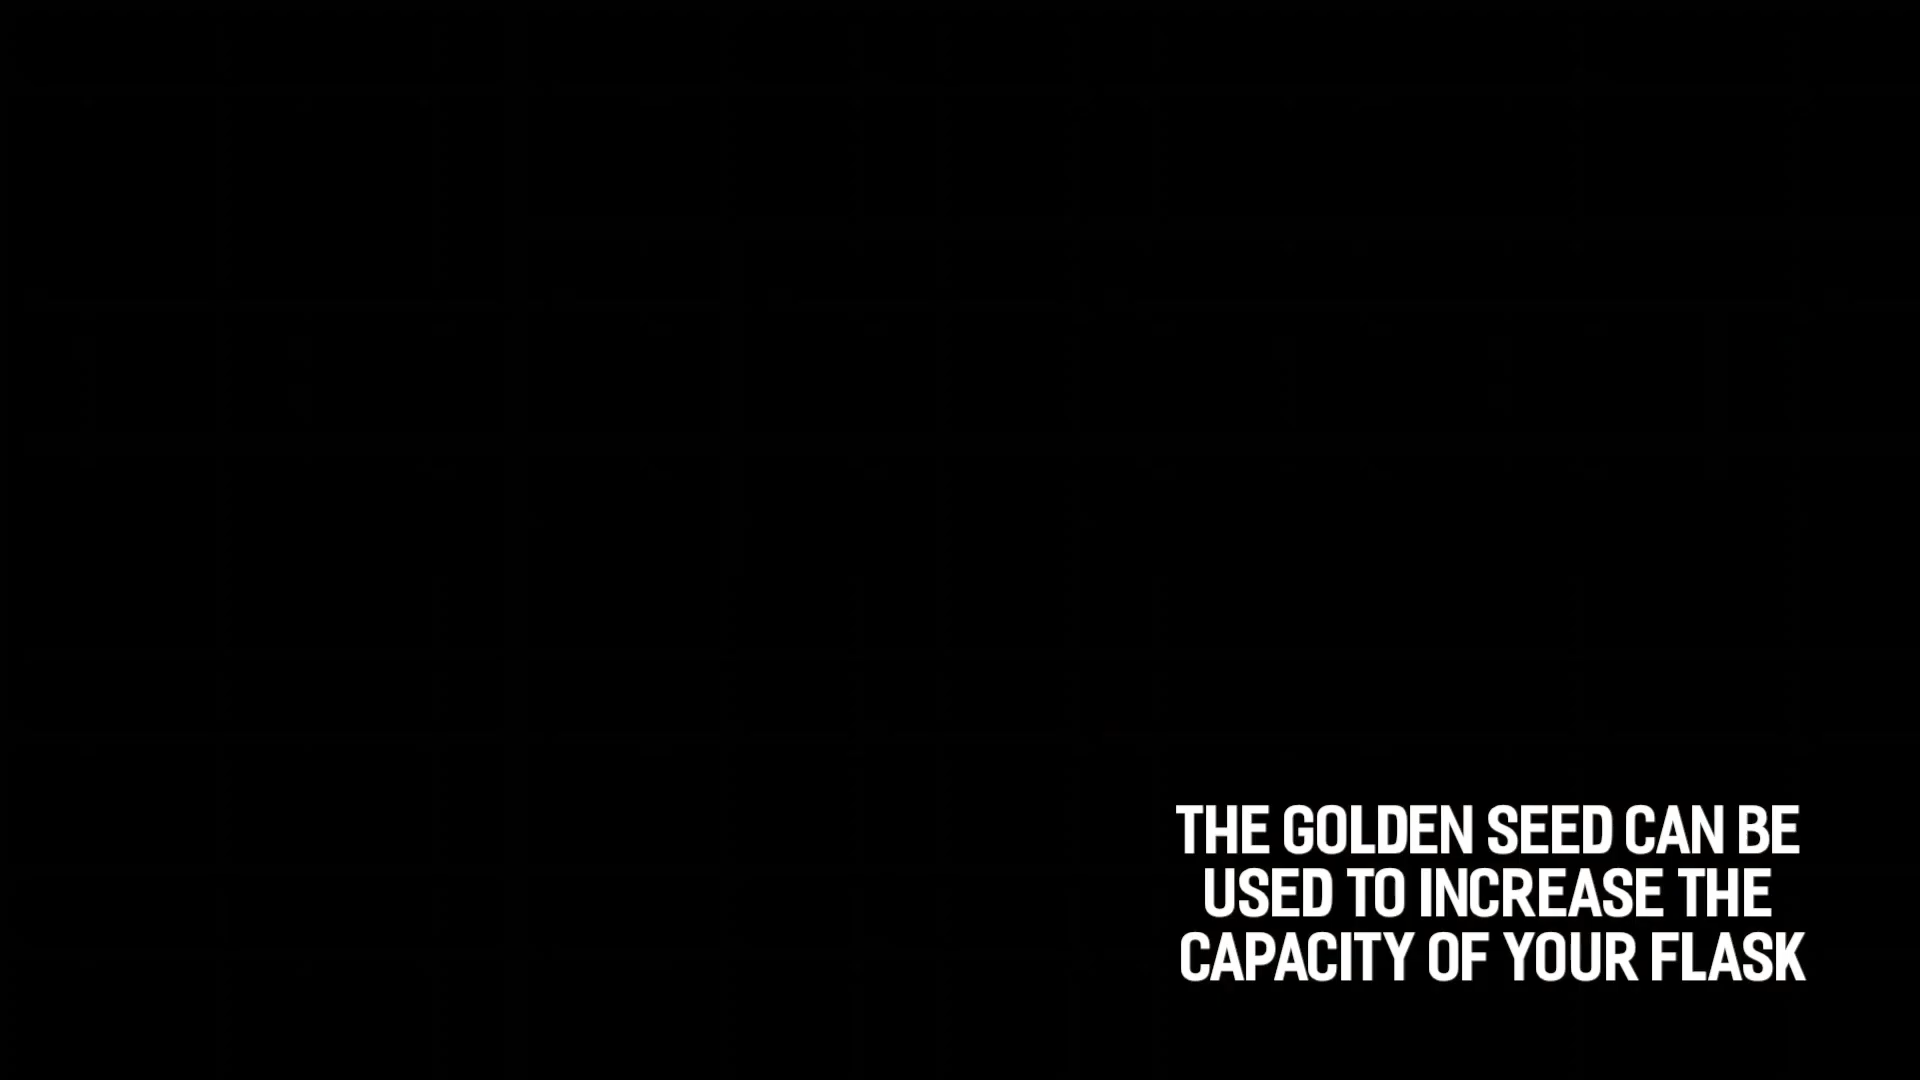 THE GOLDEN SEED CAN BE
USED TO INCREASE THE
CAPACITY OF YOUR FLASK